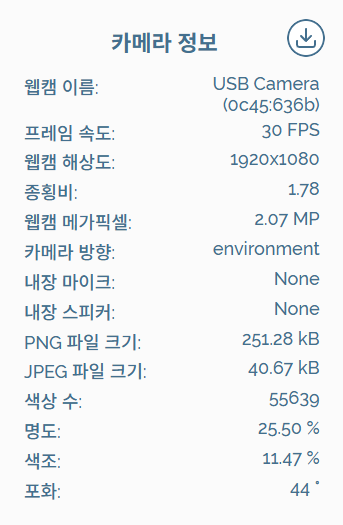 카메라 정보
웹캠 이름: USB Camera
(0c45:636b)
프레임 속도: 30 FPS
웹캠 해상도: 1920x1080
종횡비: 1.78
웹캠 메가픽셀: 2.07 MP
카메라 방향: environment
내장 마이크: None
내장 스피커: None
PNG 파일 크기: 251.28 kB
JPEG 파일 크기: 40.67 kB
색상 수: 55639
명도: 25.50 %
색조: 11.47 %
포화: 44 °